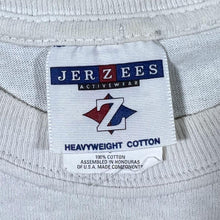 JERZEES
ACTIVEWEAR
Z
HEAVYWEIGHT COTTON
100% COTTON
ASSEMBLED IN HONDURAS
OF U.S.A. MADE COMPONENTS